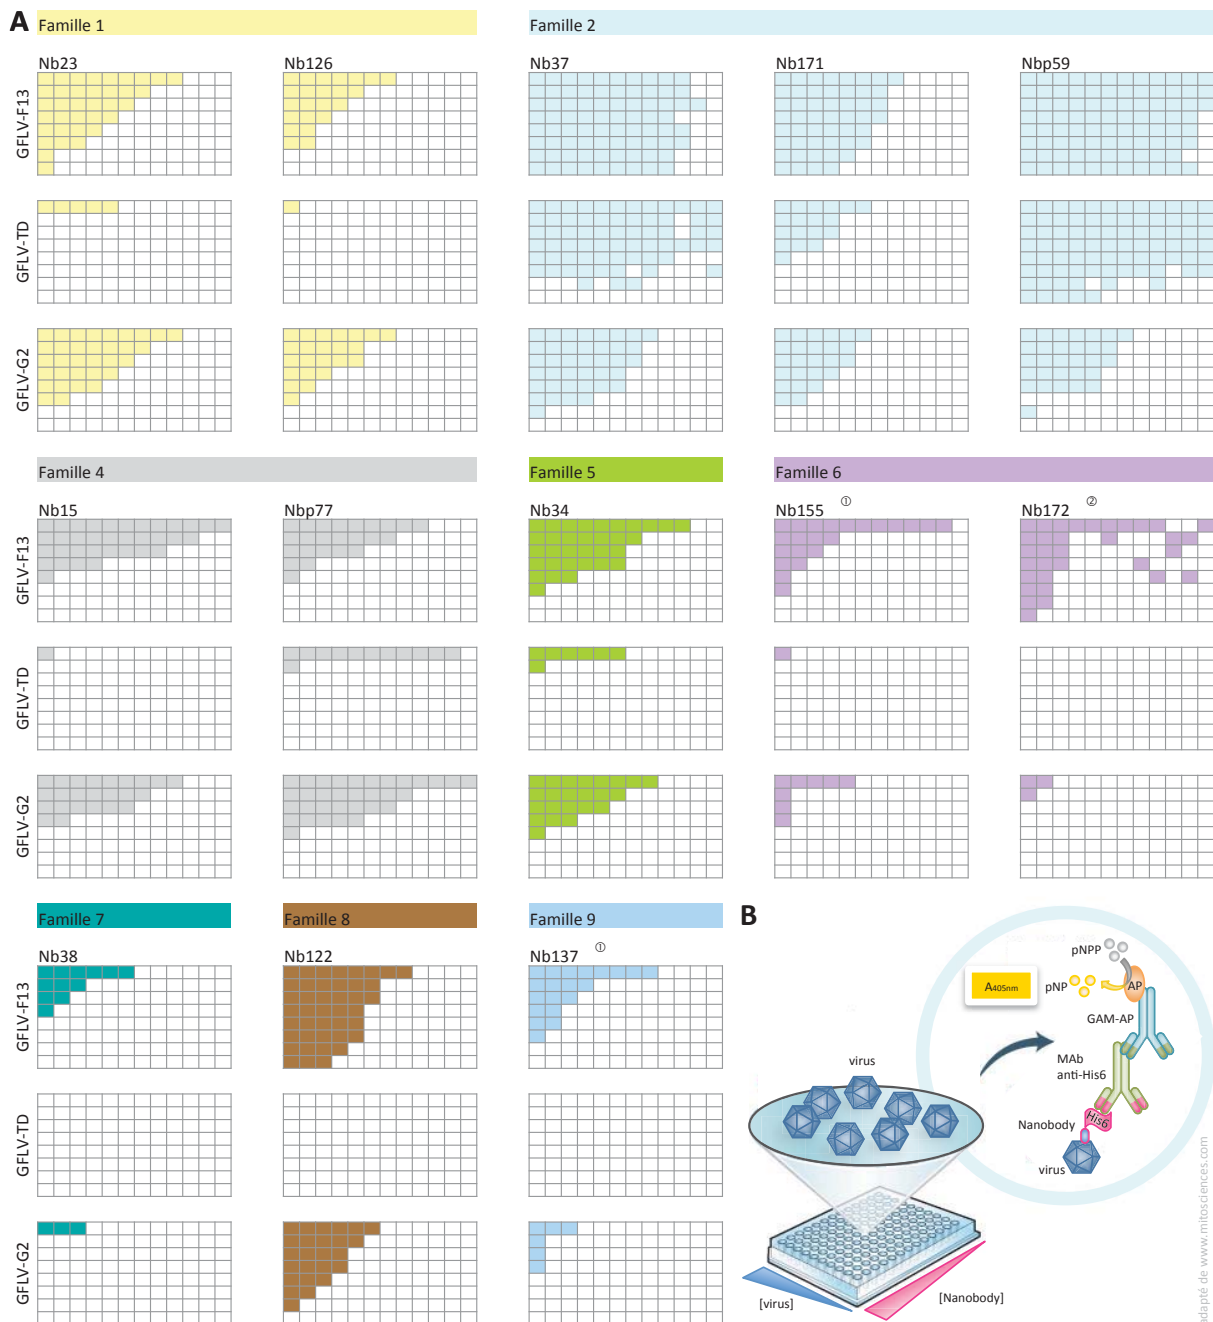 A
Famille 1
Famille 2
Nb23
Nb126
Nb37
Nb171
Nbp59
GFLV-F13
GFLV-TD
GFLV-G2
Famille 4
Famille 5
Famille 6
Nb15
Nbp77
Nb34
Nb155 ①
Nb172 ②
GFLV-F13
GFLV-TD
GFLV-G2
Famille 7
Famille 8
Famille 9
Nb38
Nb122
Nb137 ①
GFLV-F13
GFLV-TD
GFLV-G2
B
pNPP
A405nm
pNP
AP
GAM-AP
MAb
anti-His6
His6
Nanobody
virus
virus
[virus]
[Nanobody]
adapté de www.mitosciences.com